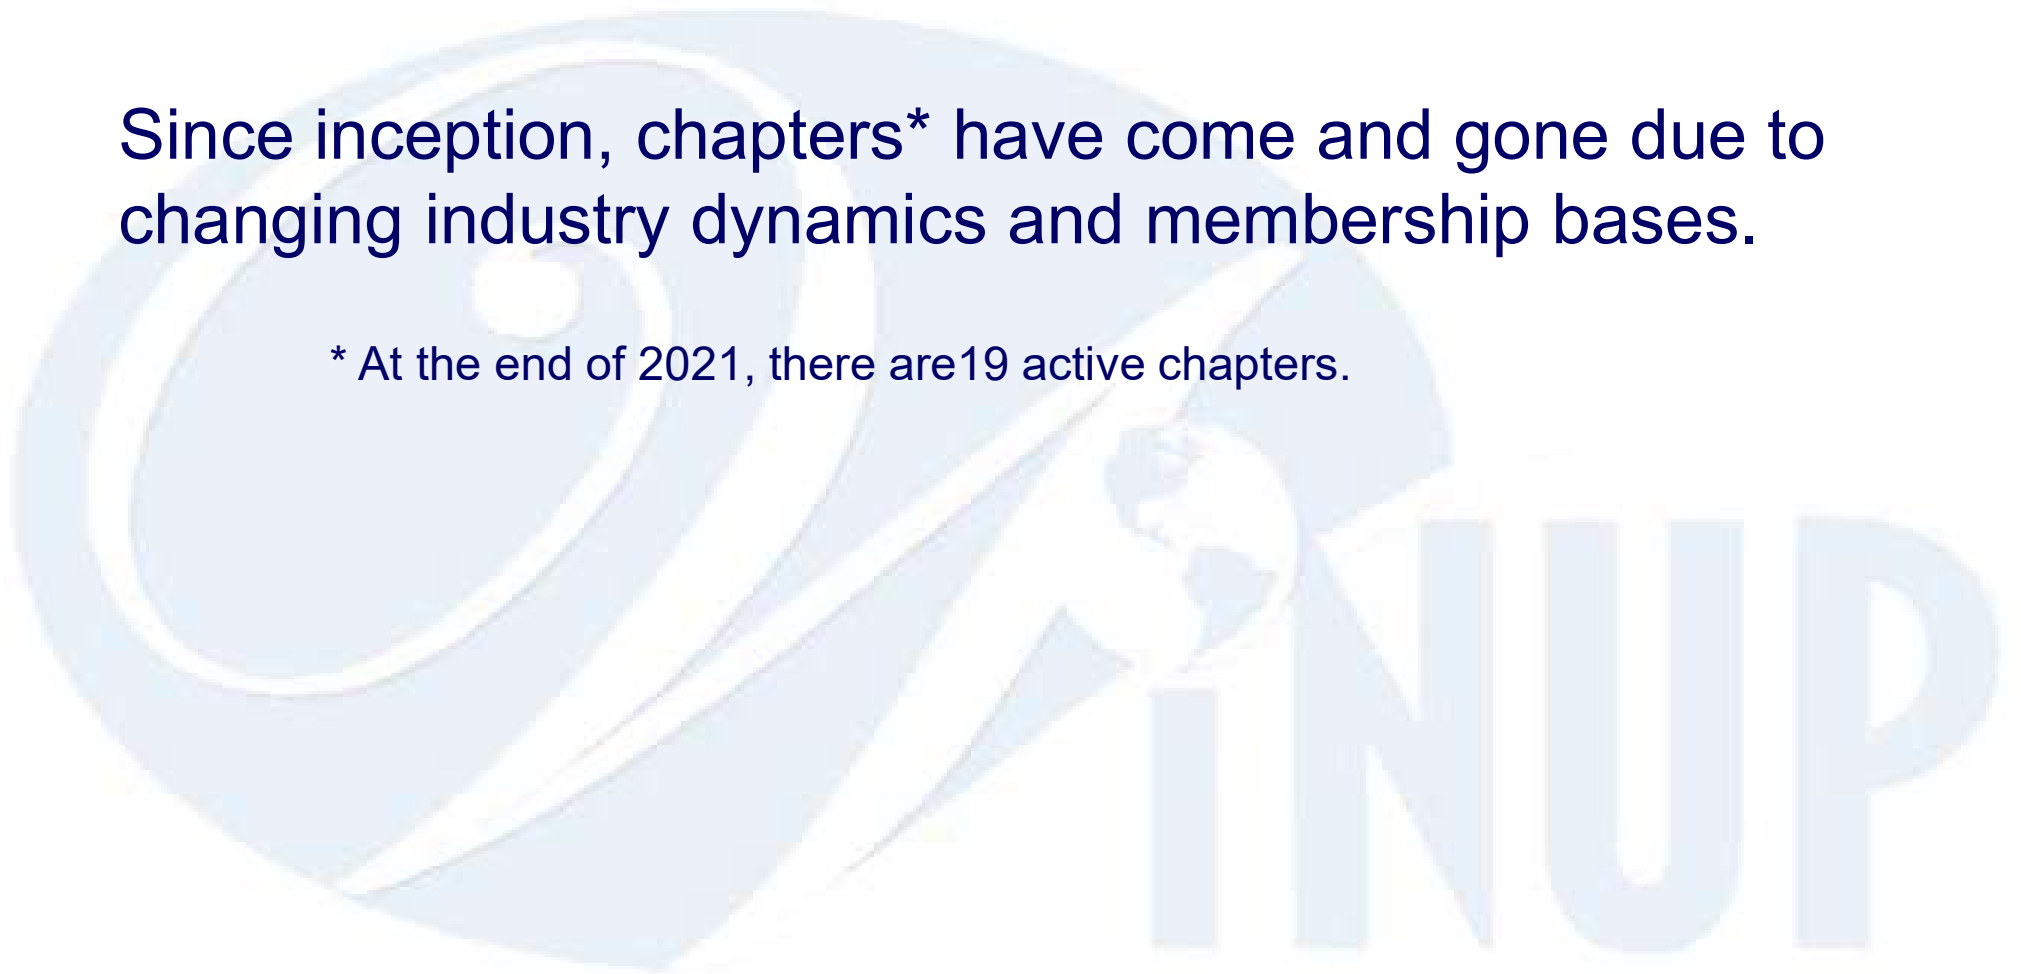 Since inception, chapters* have come and gone due to
changing industry dynamics and membership bases.
* At the end of 2021, there are19 active chapters.
WiNUP